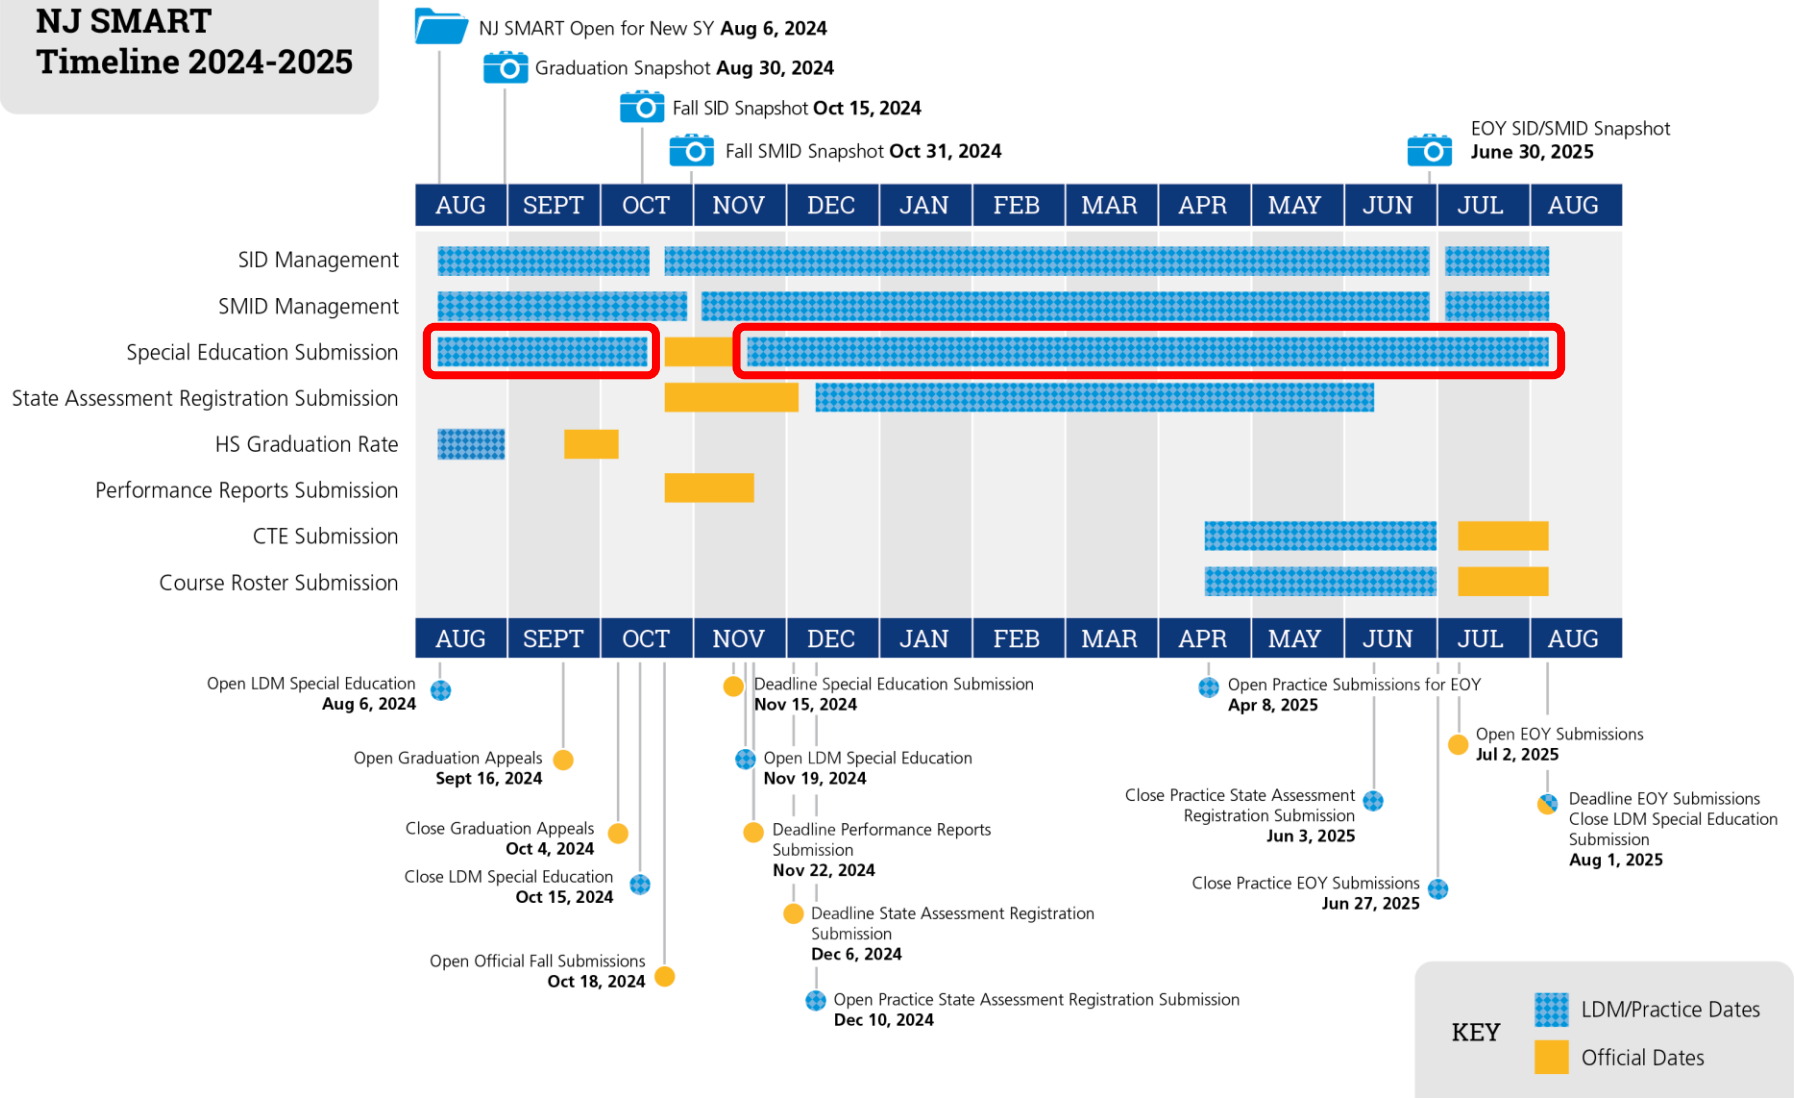 NJ SMART
Timeline 2024-2025
NJ SMART Open for New SY Aug 6, 2024
Graduation Snapshot Aug 30, 2024
Fall SID Snapshot Oct 15, 2024
Fall SMID Snapshot Oct 31, 2024
EOY SID/SMID Snapshot
June 30, 2025
AUG SEPT OCT NOV DEC JAN FEB MAR APR MAY JUN JUL AUG
SID Management
SMID Management
Special Education Submission
State Assessment Registration Submission
HS Graduation Rate
Performance Reports Submission
CTE Submission
Course Roster Submission
AUG SEPT OCT NOV DEC JAN FEB MAR APR MAY JUN JUL AUG
Open LDM Special Education
Aug 6, 2024
Open Graduation Appeals
Sept 16, 2024
Close Graduation Appeals
Oct 4, 2024
Close LDM Special Education
Oct 15, 2024
Open Official Fall Submissions
Oct 18, 2024
Deadline Special Education Submission
Nov 15, 2024
Open LDM Special Education
Nov 19, 2024
Deadline Performance Reports
Submission
Nov 22, 2024
Deadline State Assessment Registration
Submission
Dec 6, 2024
Open Practice State Assessment Registration Submission
Dec 10, 2024
Open Practice Submissions for EOY
Apr 8, 2025
Close Practice State Assessment
Registration Submission
Jun 3, 2025
Close Practice EOY Submissions
Jun 27, 2025
Open EOY Submissions
Jul 2, 2025
Deadline EOY Submissions
Close LDM Special Education
Submission
Aug 1, 2025
KEY
LDM/Practice Dates
Official Dates